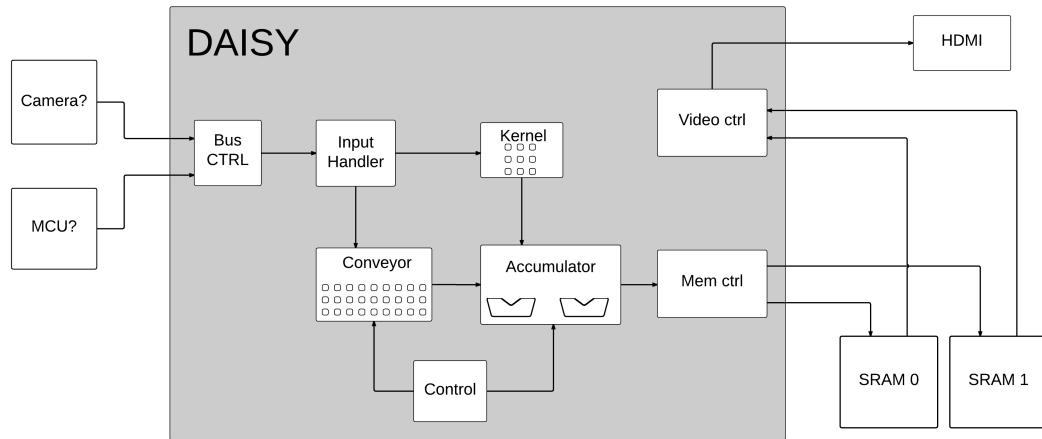 DAISY
HDMI
Camera?
Video ctrl
Bus
CTRL
Input
Handler
Kernel
MCU?
Conveyor
Accumulator
Mem ctrl
Control
SRAM 0
SRAM 1